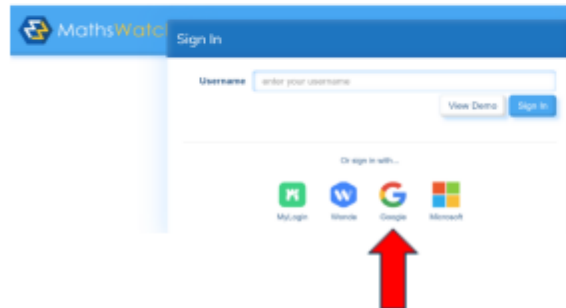 MathsWatc
Sign In
Username enter your username
View Demo Sign In
Or sign in with...
MyLogin Wonde Google Microsoft